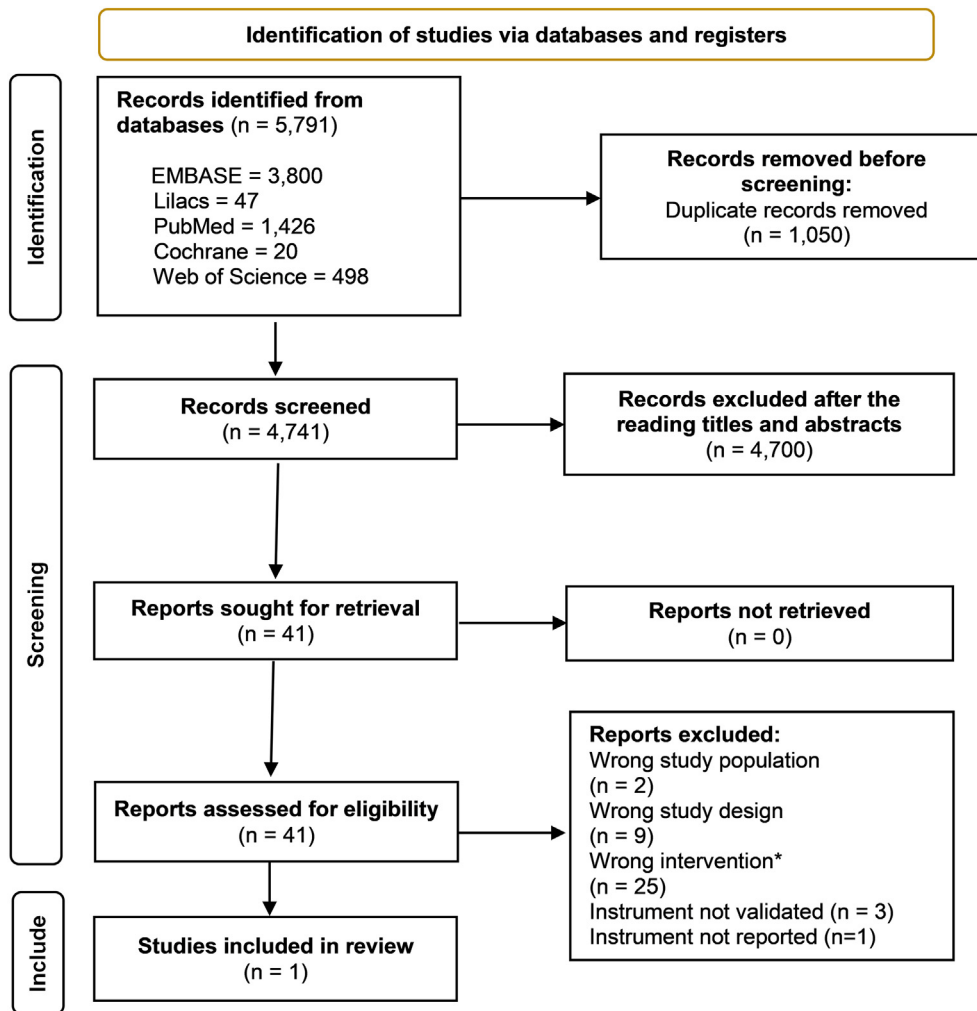 Identification of studies via databases and registers
Identification
Records identified from
databases (n = 5,791)
EMBASE = 3,800
Lilacs = 47
PubMed = 1,426
Cochrane = 20
Web of Science = 498
Records removed before
screening:
Duplicate records removed
(n = 1,050)
Screening
Records screened
(n = 4,741)
Records excluded after the
reading titles and abstracts
(n = 4,700)
Reports sought for retrieval
(n = 41)
Reports not retrieved
(n = 0)
Reports assessed for eligibility
(n = 41)
Reports excluded:
Wrong study population
(n = 2)
Wrong study design
(n = 9)
Wrong intervention*
(n = 25)
Instrument not validated (n = 3)
Instrument not reported (n=1)
Include
Studies included in review
(n = 1)